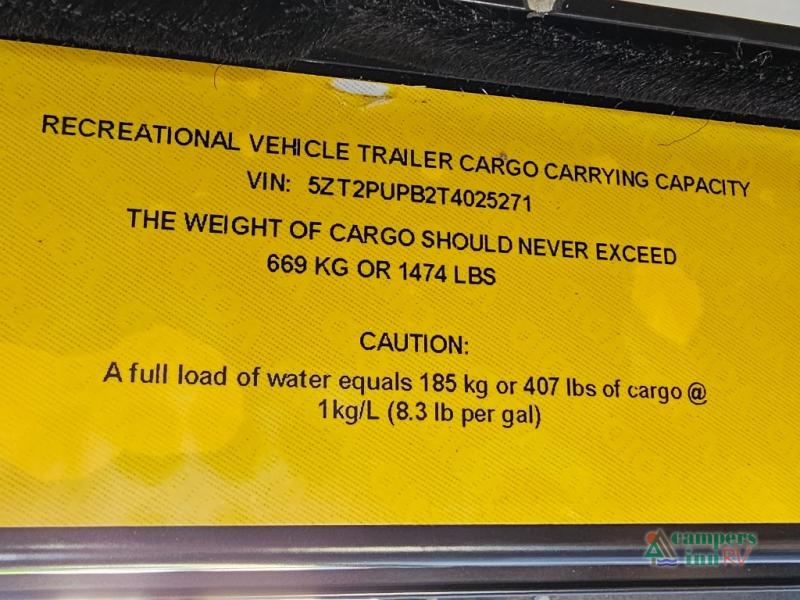 RECREATIONAL VEHICLE TRAILER CARGO CARRYING CAPACITY
VIN: 5ZT2PUPB2T4025271
THE WEIGHT OF CARGO SHOULD NEVER EXCEED
669 KG OR 1474 LBS
CAUTION:
A full load of water equals 185 kg or 407 lbs of cargo @
1kg/L (8.3 lb per gal)
campers
inn RV